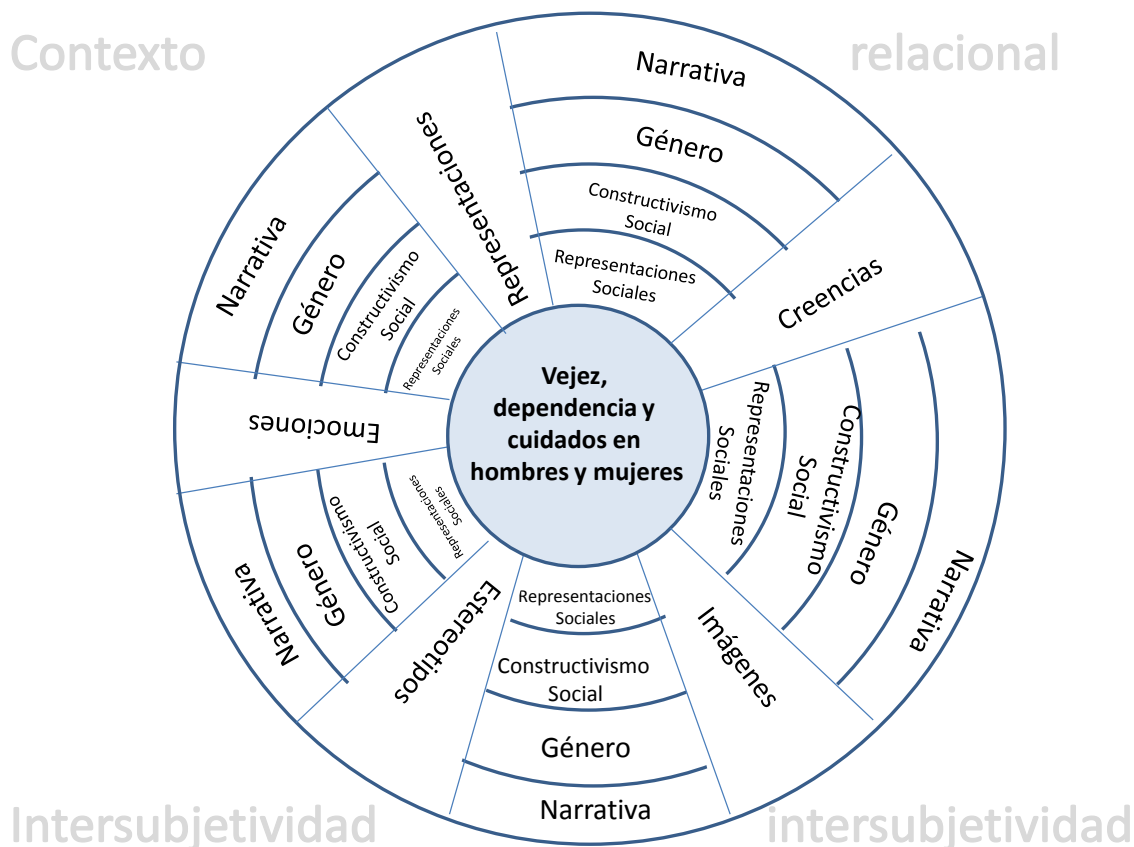 Contexto
relacional
Narrativa
Género
Constructivismo
Social
Representaciones
Sociales
Creencias
Representaciones
Sociales
Constructivismo
Social
Género
Narrativa
Imágenes
Representaciones
Sociales
Constructivismo
Social
Género
Narrativa
Estereotipos
Representaciones
Sociales
Constructivismo
Social
Género
Narrativa
Emociones
Narrativa
Género
Constructivismo
Social
Representaciones
Sociales
Representaciones
Vejez,
dependencia y
cuidados en
hombres y mujeres
Intersubjetividad
intersubjetividad